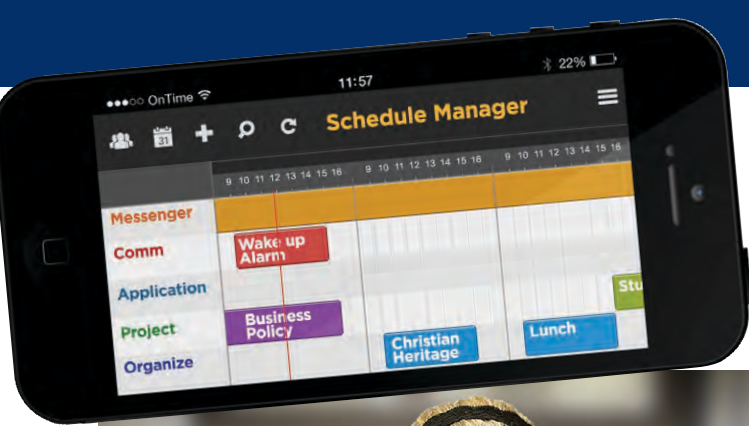 OnTime
11:57
22%
31
Schedule Manager
9 10 11 12 13 14 15 16 9 10 11 12 13 14 15 16 9 10 11 12 13 14 15 16
Messenger
Comm
Wake up
Alarm
Application
Stu
Project
Business
Policy
Christian
Heritage
Lunch
Organize